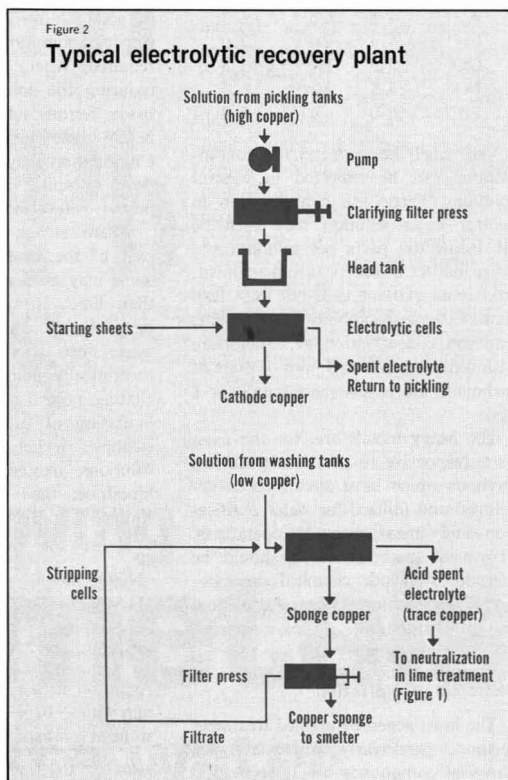 Figure 2
Typical electrolytic recovery plant
Solution from pickling tanks
(high copper)
Pump
Clarifying filter press
Head tank
Starting sheets
Electrolytic cells
Spent electrolyte
Return to pickling
Cathode copper
Solution from washing tanks
(low copper)
Stripping
cells
Acid spent
electrolyte
(trace copper)
Sponge copper
To neutralization
in lime treatment
(Figure 1)
Filter press
Filtrate
Copper sponge
to smelter